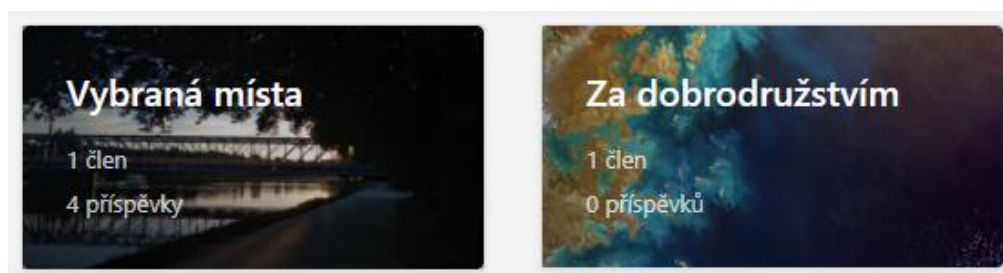 Vybraná místa
1 člen
4 příspěvky
Za dobrodružstvím
1 člen
0 příspěvků